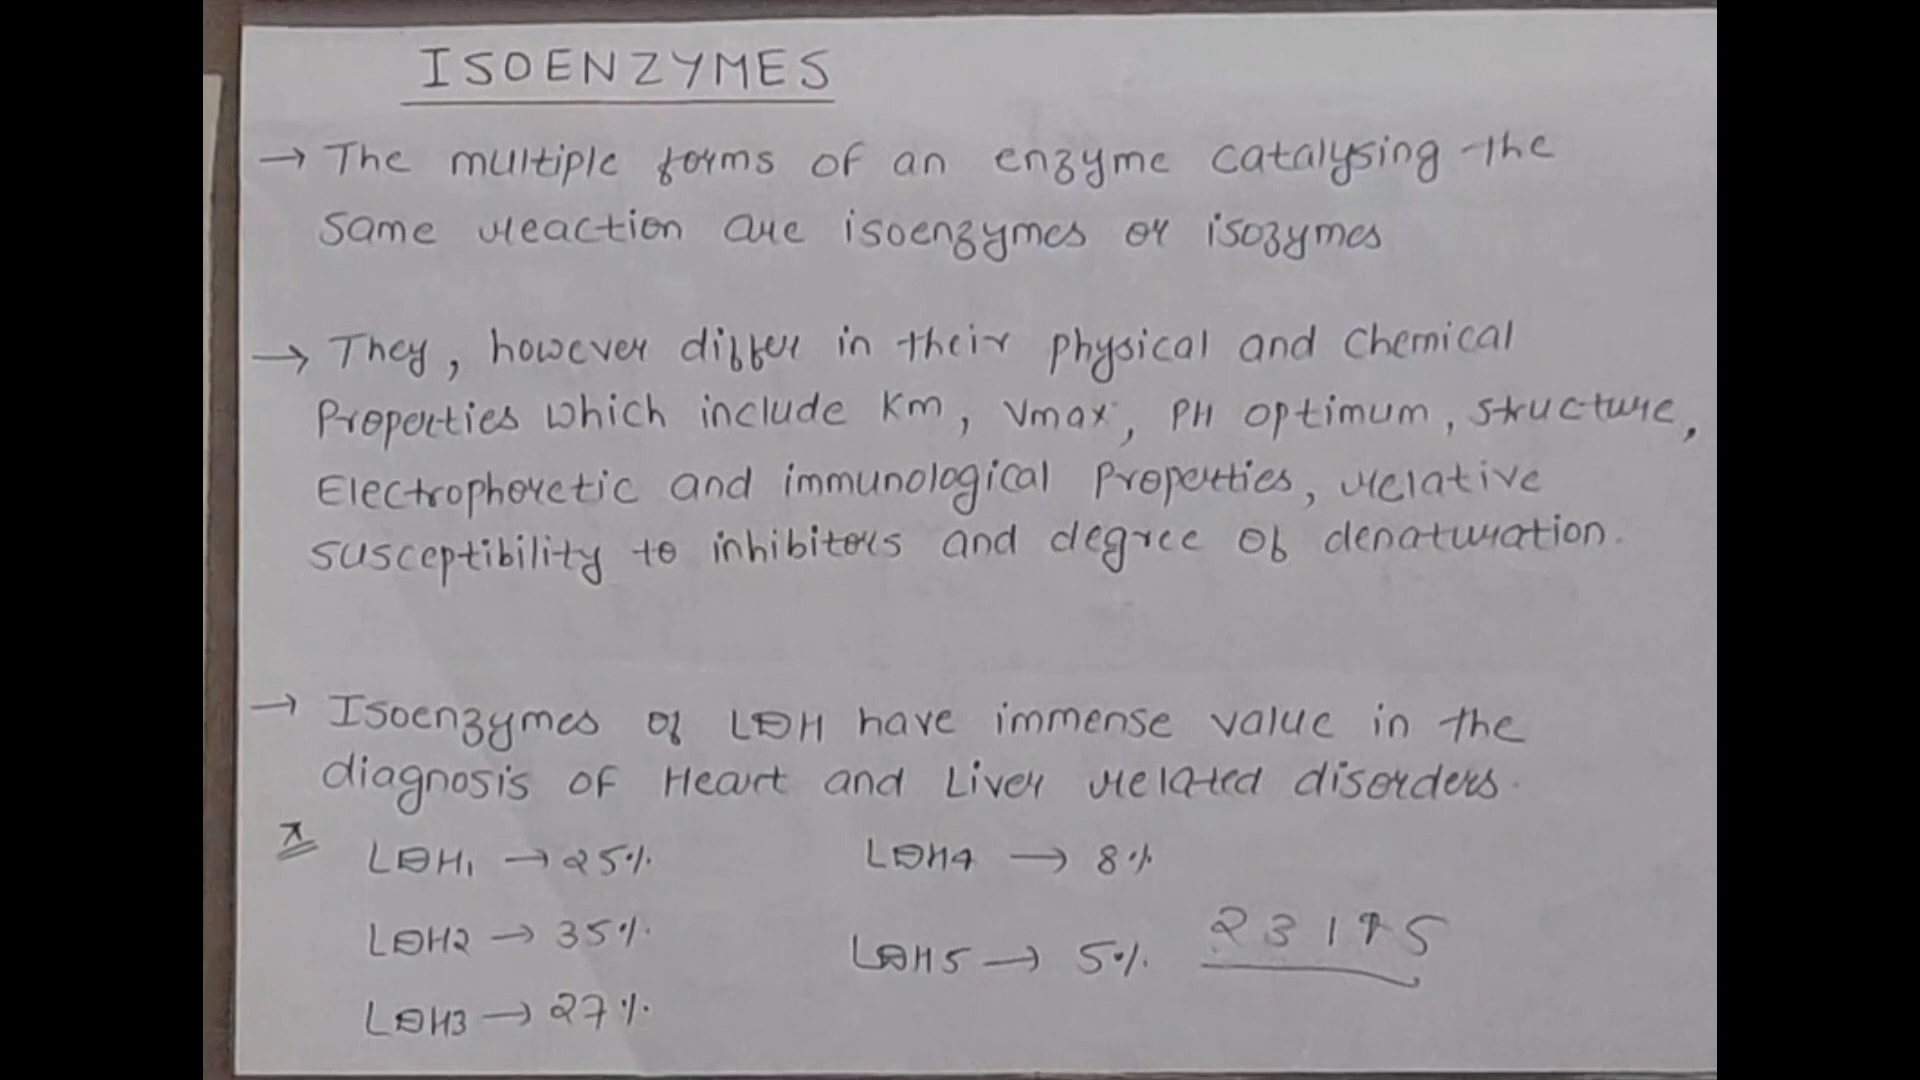 ISOENZYMES
→ The multiple forms of an enzyme catalysing the
same reaction are isoenzymes or isozymes
→ They, however differ in their physical and chemical
Properties which include Km, Vmax, PH optimum, structure,
Electrophoretic and immunological Properties, relative
susceptibility to inhibitors and degree of denaturation.
→ Isoenzymes of LDH have immense value in the
diagnosis of Heart and Liver related disorders.
LDH1 → 25%
LDH2 → 35%
LDH3 → 27%
LDH4 → 8%
LDH5 → 5%